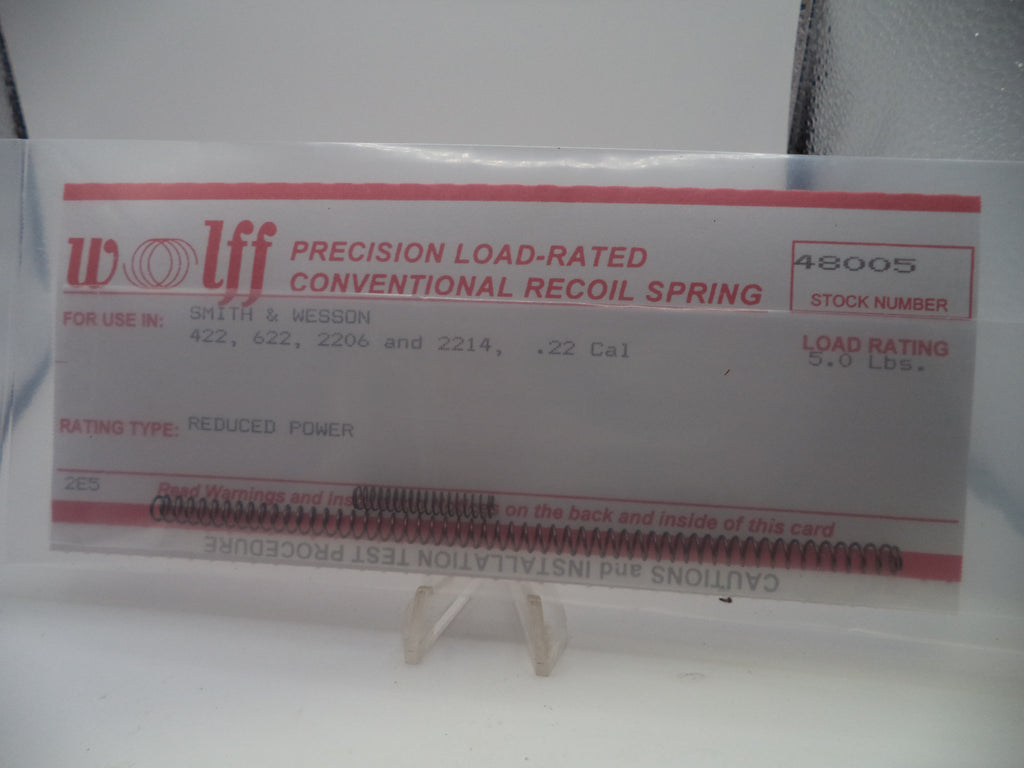 wolff
PRECISION LOAD-RATED
CONVENTIONAL RECOIL SPRING
48005
STOCK NUMBER
FOR USE IN: SMITH & WESSON
422, 622, 2206 and 2214, .22 Cal
LOAD RATING
5.0 Lbs.
RATING TYPE: REDUCED POWER
2E5
Read Warnings and on the back and inside of this card
CAUTIONS and INSTALLATION TEST PROCEDURE